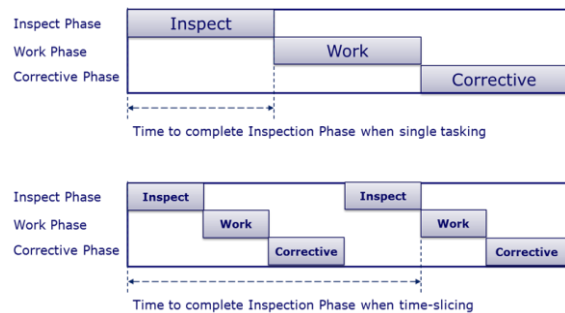 Inspect Phase Inspect
Work Phase Work
Corrective Phase Corrective
Time to complete Inspection Phase when single tasking
Inspect Phase Inspect Inspect
Work Phase Work Work
Corrective Phase Corrective Corrective
Time to complete Inspection Phase when time-slicing